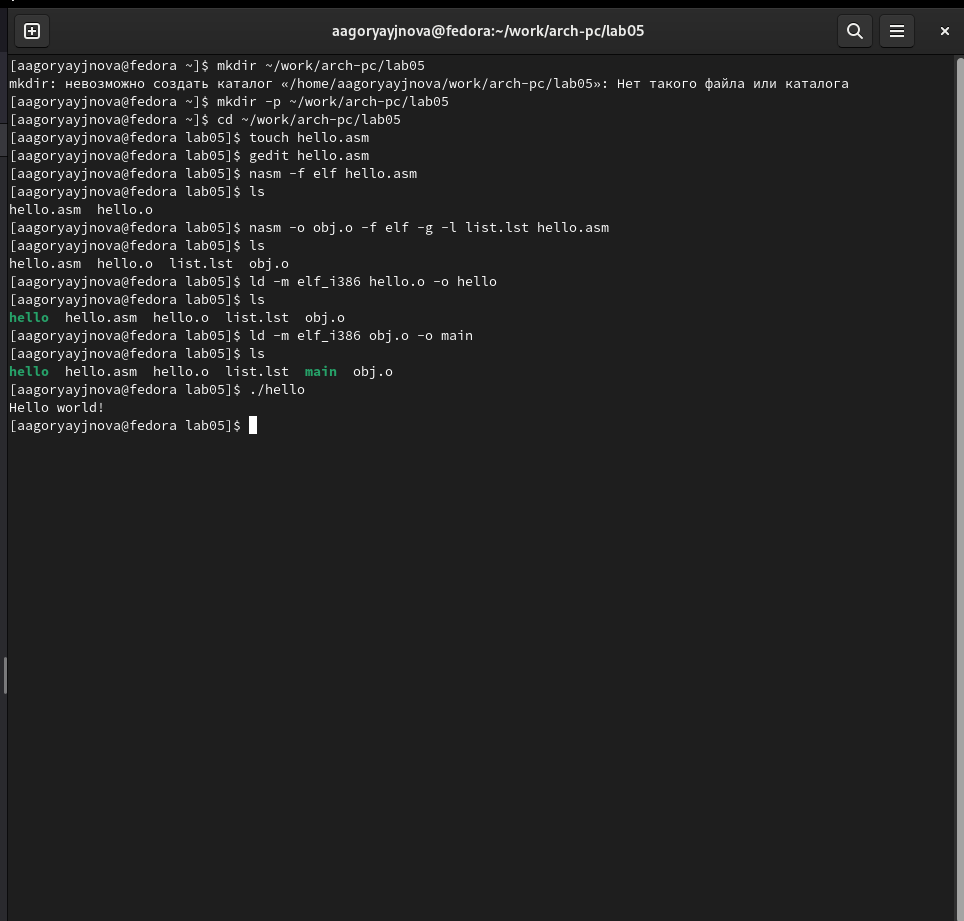 aagoryayjnova@fedora:~/work/arch-pc/lab05
[aagoryayjnova@fedora ~]$ mkdir ~/work/arch-pc/lab05
mkdir: невозможно создать каталог «/home/aagoryayjnova/work/arch-pc/lab05»: Нет такого файла или каталога
[aagoryayjnova@fedora ~]$ mkdir -p ~/work/arch-pc/lab05
[aagoryayjnova@fedora ~]$ cd ~/work/arch-pc/lab05
[aagoryayjnova@fedora lab05]$ touch hello.asm
[aagoryayjnova@fedora lab05]$ gedit hello.asm
[aagoryayjnova@fedora lab05]$ nasm -f elf hello.asm
[aagoryayjnova@fedora lab05]$ ls
hello.asm  hello.o
[aagoryayjnova@fedora lab05]$ nasm -o obj.o -f elf -g -l list.lst hello.asm
[aagoryayjnova@fedora lab05]$ ls
hello.asm  hello.o  list.lst  obj.o
[aagoryayjnova@fedora lab05]$ ld -m elf_i386 hello.o -o hello
[aagoryayjnova@fedora lab05]$ ls
hello  hello.asm  hello.o  list.lst  obj.o
[aagoryayjnova@fedora lab05]$ ld -m elf_i386 obj.o -o main
[aagoryayjnova@fedora lab05]$ ls
hello  hello.asm  hello.o  list.lst  main  obj.o
[aagoryayjnova@fedora lab05]$ ./hello
Hello world!
[aagoryayjnova@fedora lab05]$